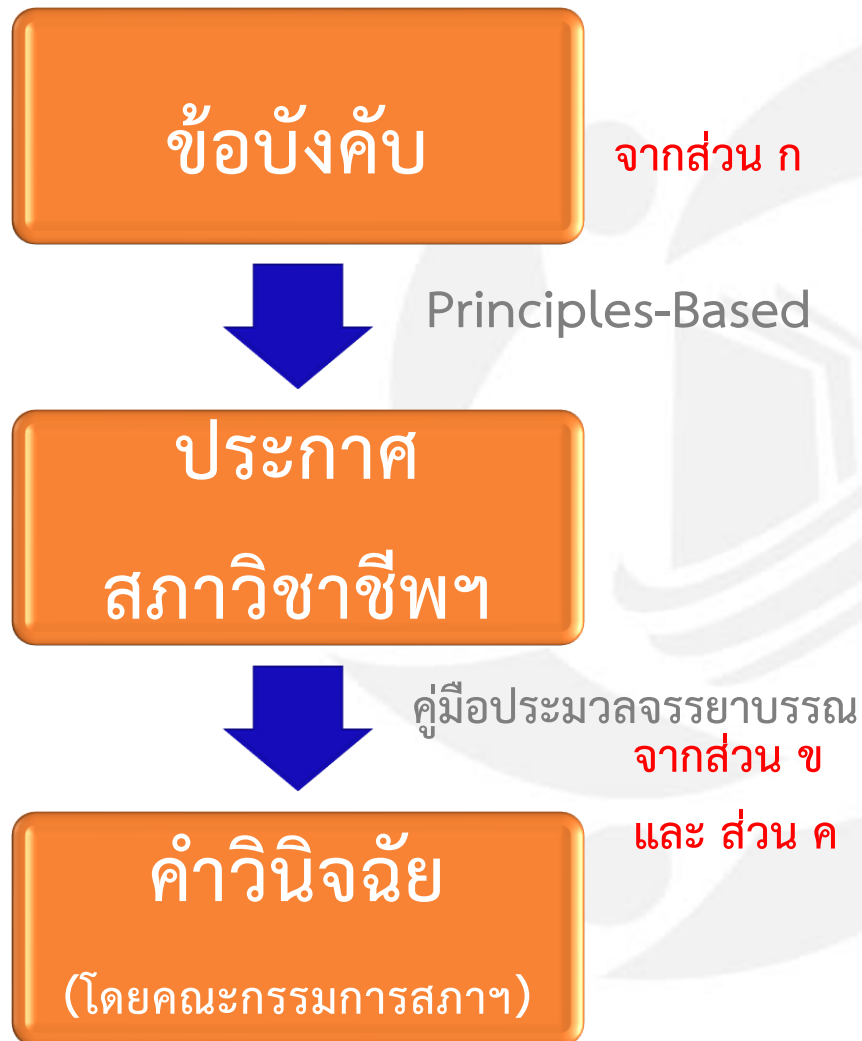 ข้อบังคับ
จากส่วน ก
Principles-Based
ประกาศ
สภาวิชาชีพฯ
คู่มือประมวลจรรยาบรรณ
จากส่วน ข
และ ส่วน ค
คำวินิจฉัย
(โดยคณะกรรมการสภาฯ)